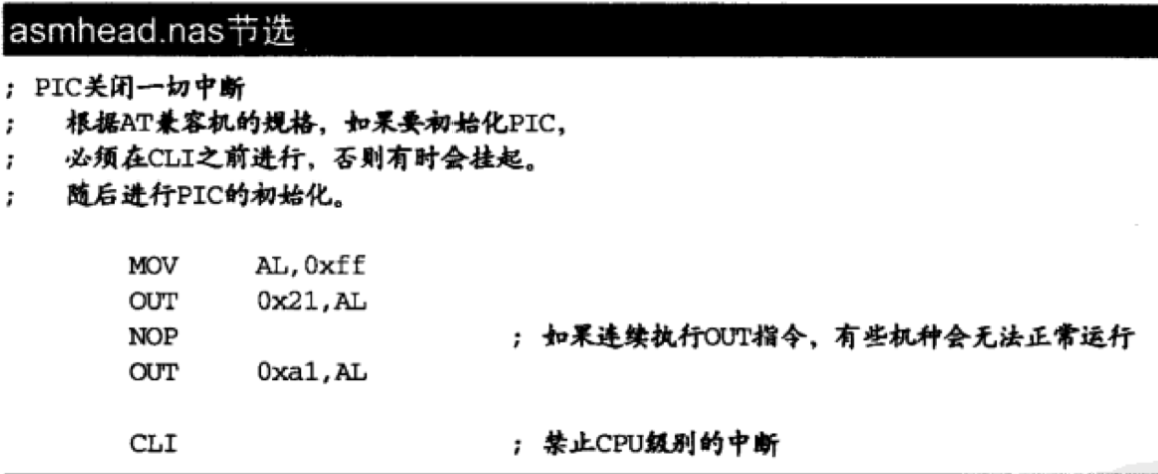 asmhead.nas节选
; PIC关闭一切中断
;   根据AT兼容机的规格，如果要初始化PIC，
;   必须在CLI之前进行，否则有时会挂起。
;   随后进行PIC的初始化。
MOV AL,0xff
OUT 0x21,AL
NOP ; 如果连续执行OUT指令，有些机种会无法正常运行
OUT 0xa1,AL
CLI ; 禁止CPU级别的中断